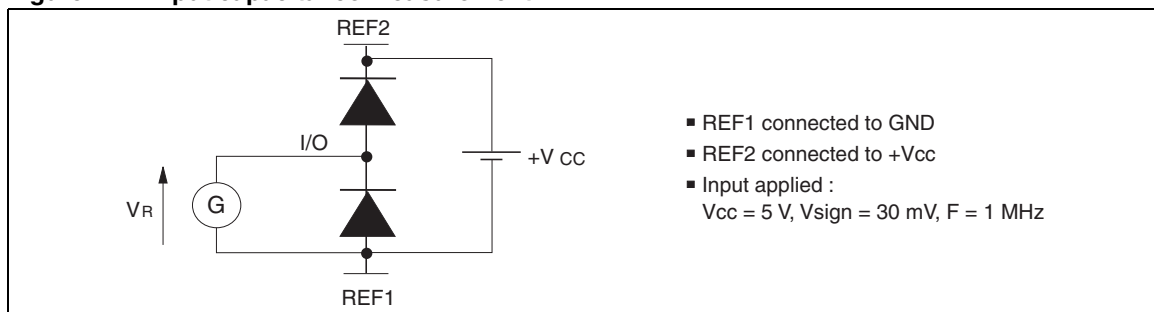 REF2
I/O
+V CC
VR
G
REF1
▪ REF1 connected to GND
▪ REF2 connected to +Vcc
▪ Input applied :
Vcc = 5 V, Vsign = 30 mV, F = 1 MHz